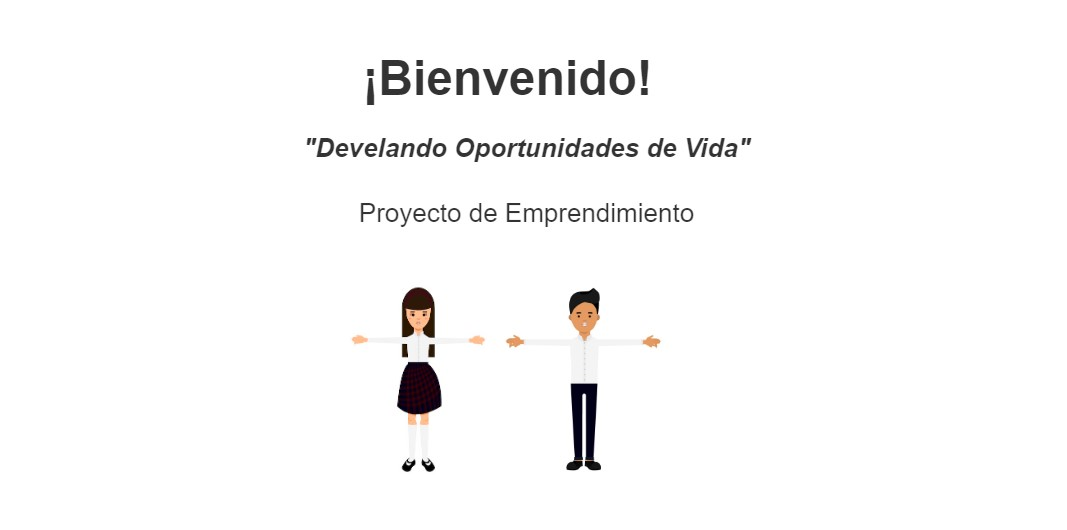 ¡Bienvenido!
"Develando Oportunidades de Vida"
Proyecto de Emprendimiento